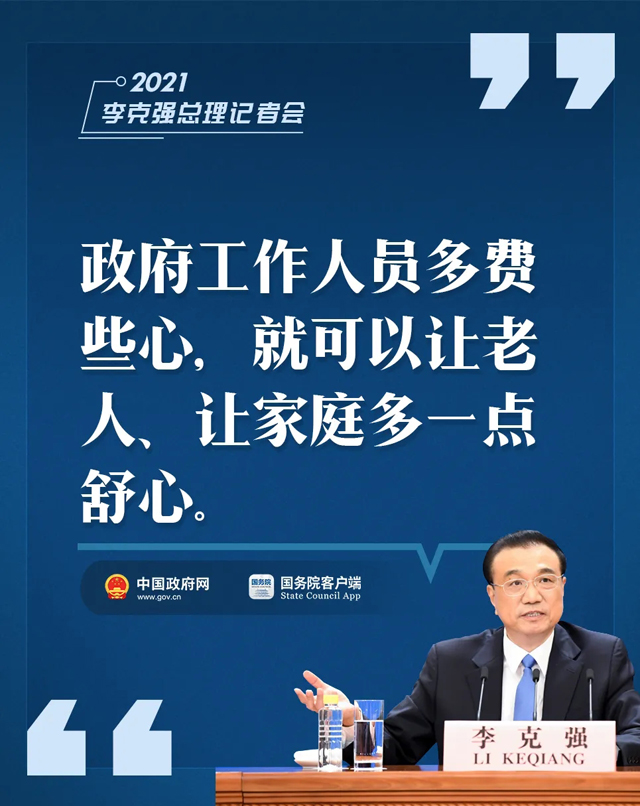 2021
李克强总理记者会
政府工作人员多费
些心，就可以让老
人、让家庭多一点
舒心。
中国政府网
www.gov.cn
国务院
国务院客户端
State Council App
李克强
LI KEQIANG